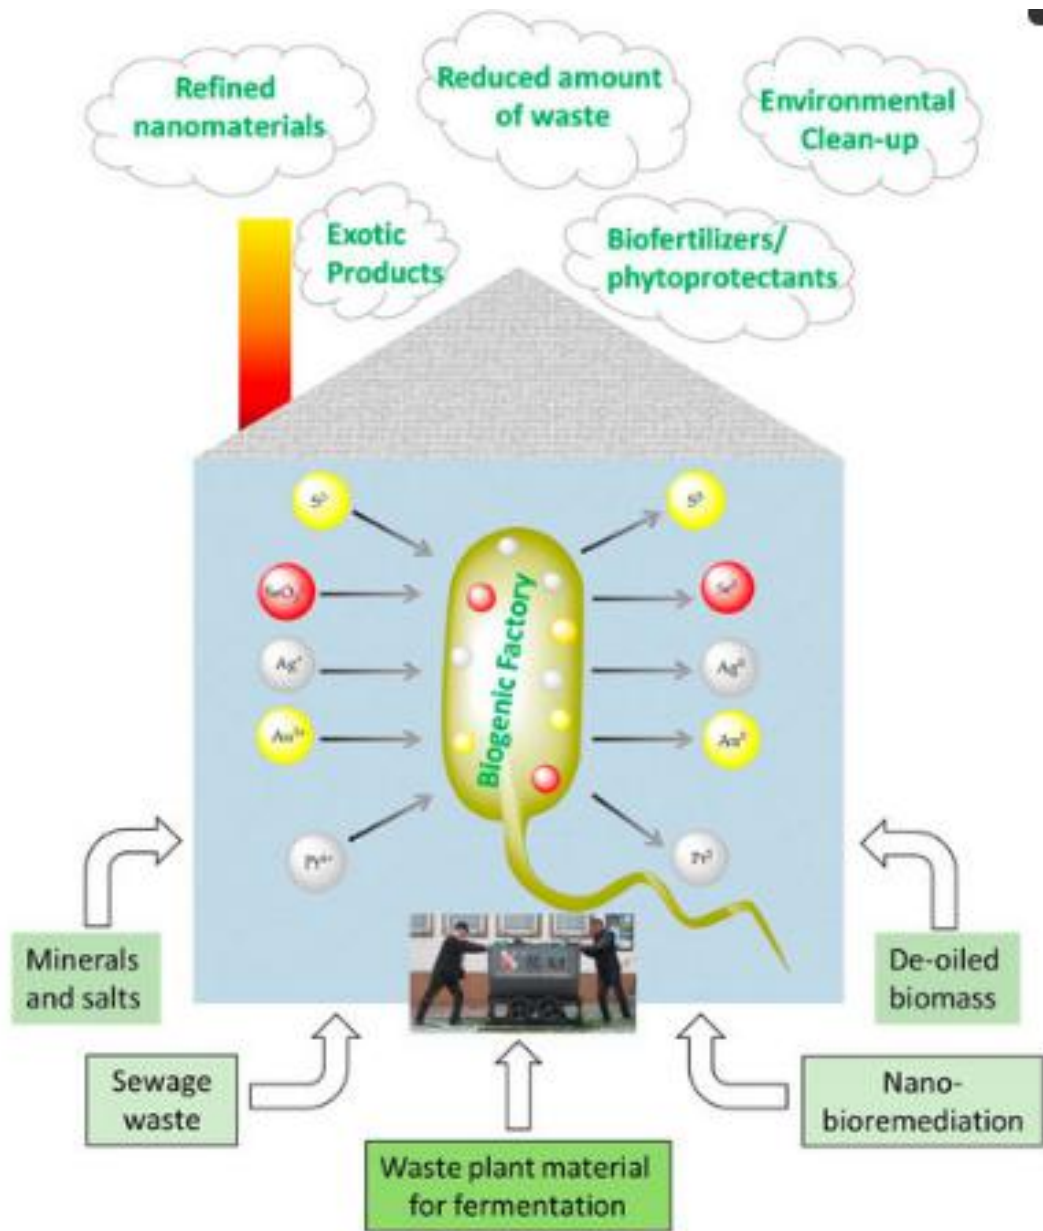 Refined
nanomaterials
Reduced amount
of waste
Environmental
Clean-up
Exotic
Products
Biofertilizers/
phytoprotectants
Ag⁺
Biogenic Factory
Minerals
and salts
De-oiled
biomass
Sewage
waste
Nano-
bioremediation
Waste plant material
for fermentation